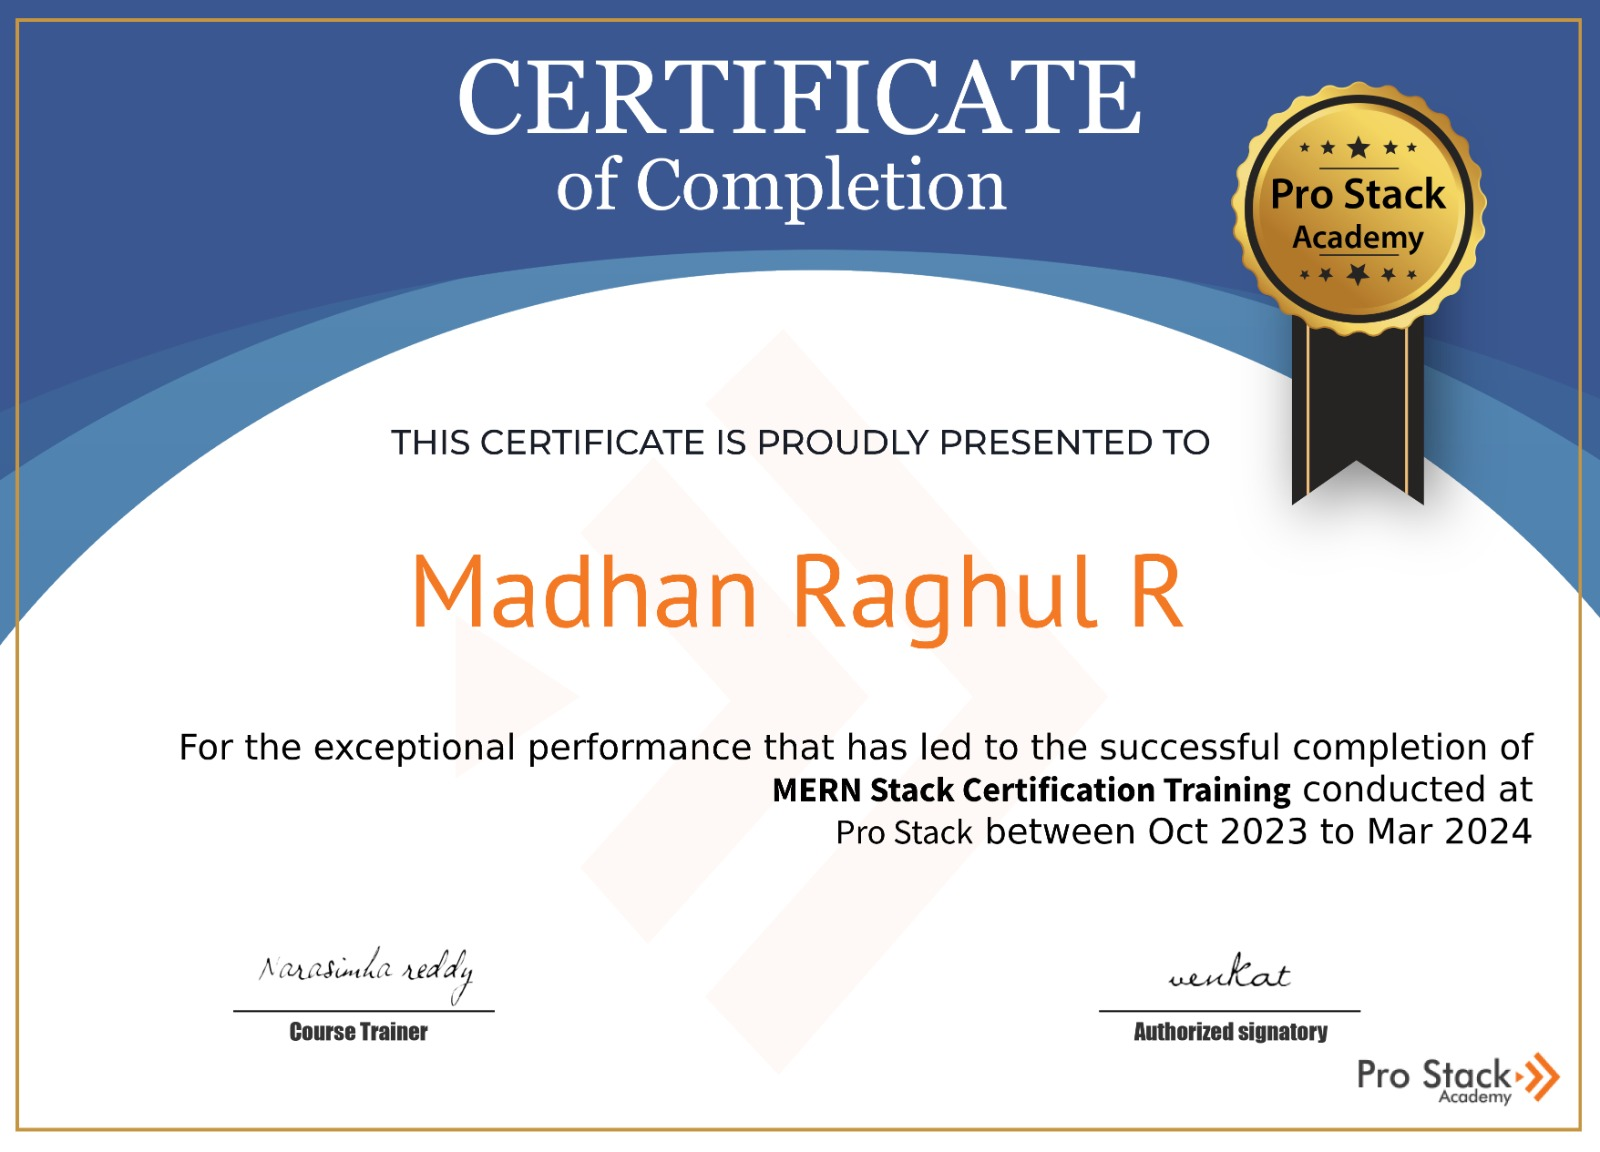 CERTIFICATE
of Completion
Pro Stack
Academy
THIS CERTIFICATE IS PROUDLY PRESENTED TO
Madhan Raghul R
For the exceptional performance that has led to the successful completion of
MERN Stack Certification Training conducted at
Pro Stack between Oct 2023 to Mar 2024
Narasimha reddy
Course Trainer
venkat
Authorized signatory
Pro Stack
Academy